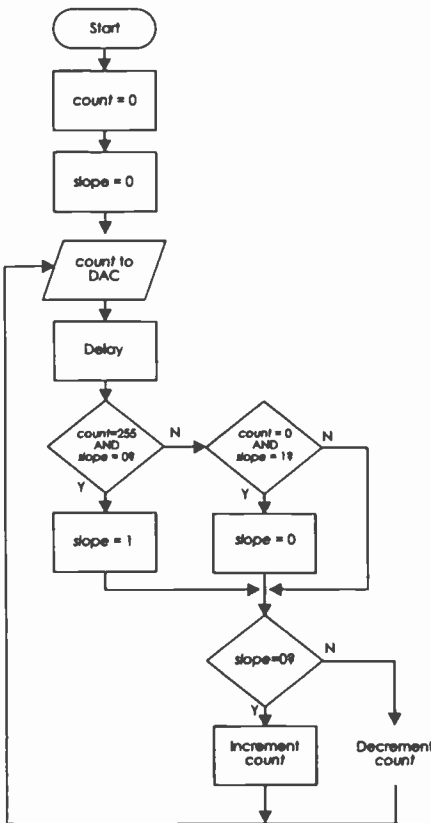 Start
count = 0
slope = 0
count to
DAC
Delay
count=255
AND
slope = 0?
N
Y
count = 0
AND
slope = 1?
N
Y
slope = 1
slope = 0
slope=0?
N
Y
Increment
count
Decrement
count